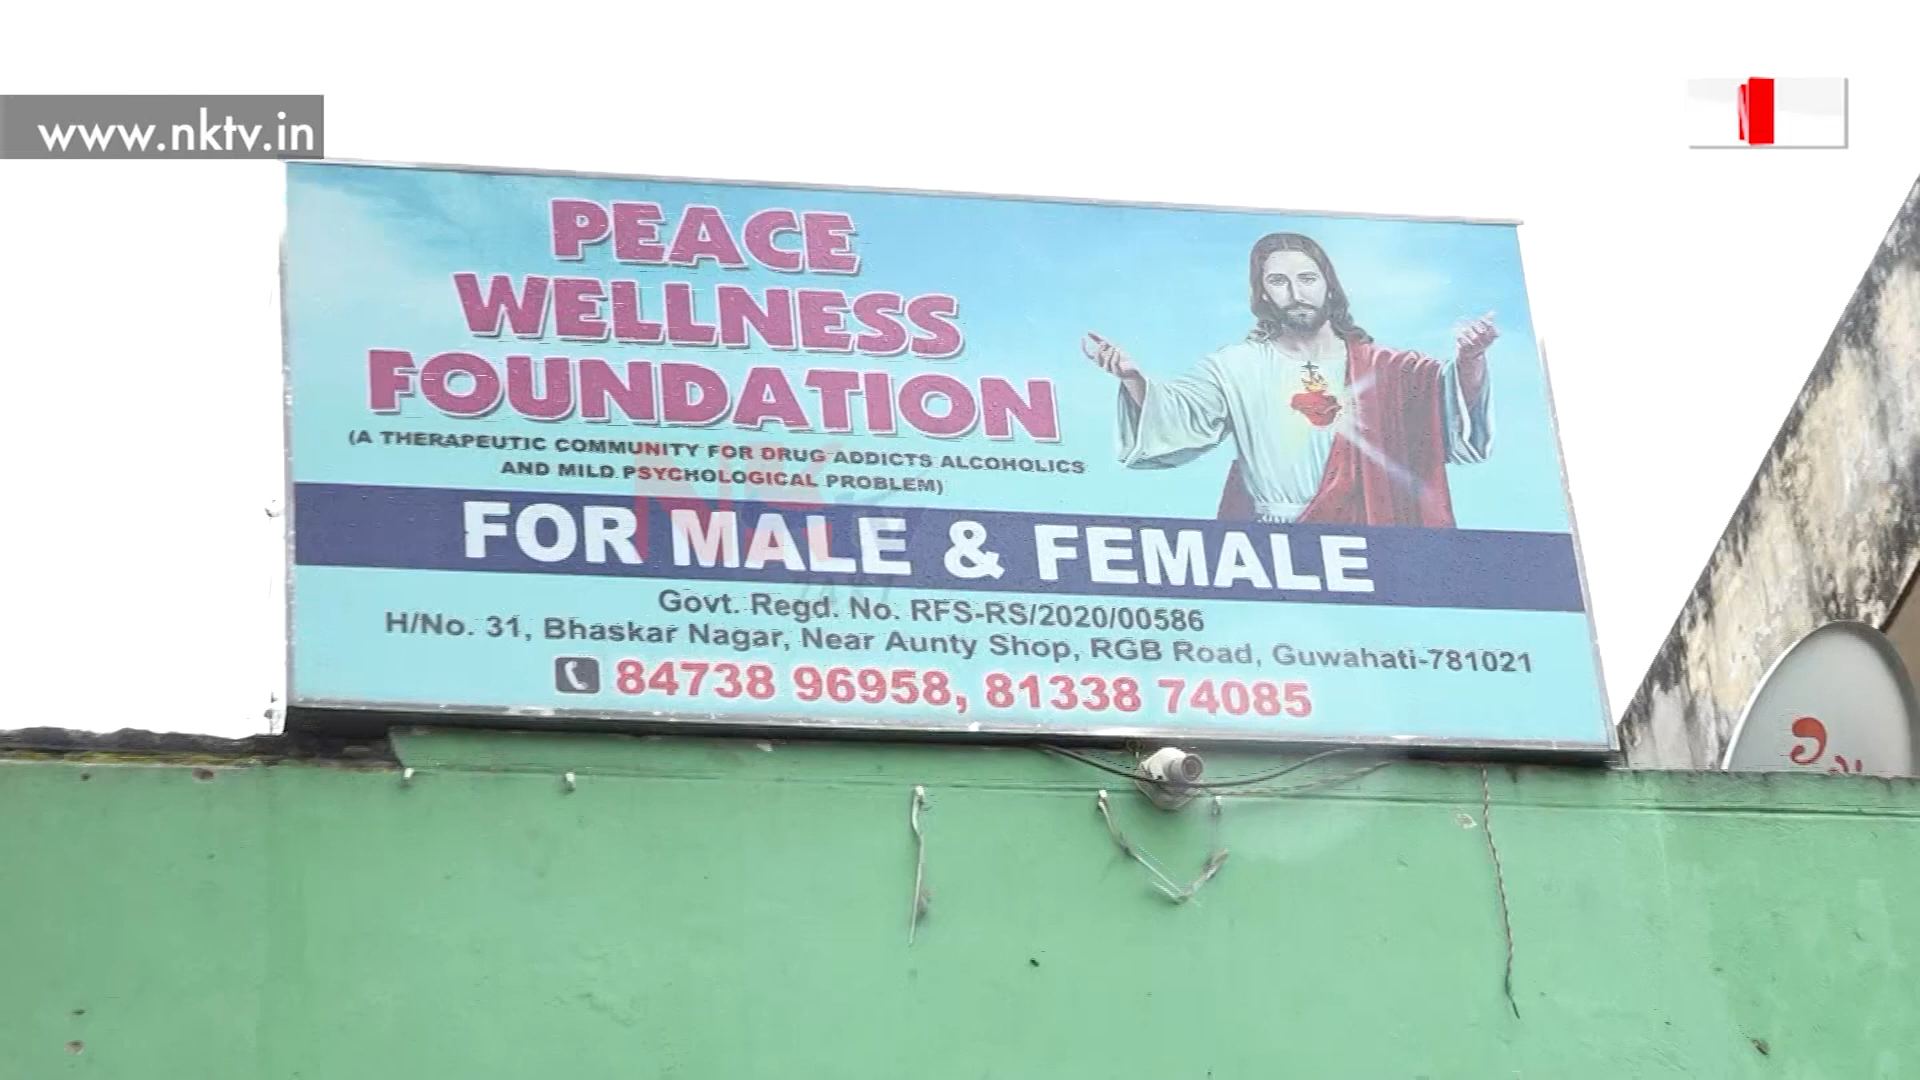 www.nktv.in
N
PEACE
WELLNESS
FOUNDATION
(A THERAPEUTIC COMMUNITY FOR DRUG ADDICTS ALCOHOLICS
AND MILD PSYCHOLOGICAL PROBLEM)
FOR MALE & FEMALE
Govt. Regd. No. RFS-RS/2020/00586
H/No. 31, Bhaskar Nagar, Near Aunty Shop, RGB Road, Guwahati-781021
84738 96958, 81338 74085